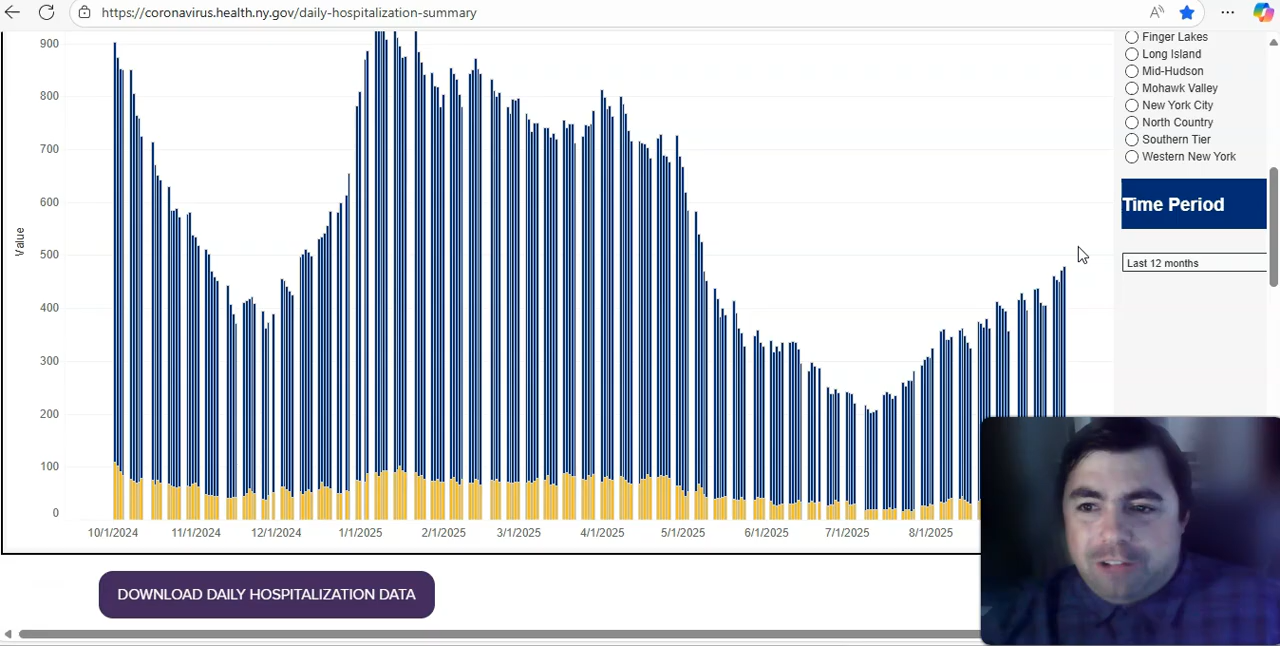 https://coronavirus.health.ny.gov/daily-hospitalization-summary
900
800
700
600
500
400
300
200
100
0
Value
10/1/2024 11/1/2024 12/1/2024 1/1/2025 2/1/2025 3/1/2025 4/1/2025 5/1/2025 6/1/2025 7/1/2025 8/1/2025
Finger Lakes
Long Island
Mid-Hudson
Mohawk Valley
New York City
North Country
Southern Tier
Western New York
Time Period
Last 12 months
DOWNLOAD DAILY HOSPITALIZATION DATA